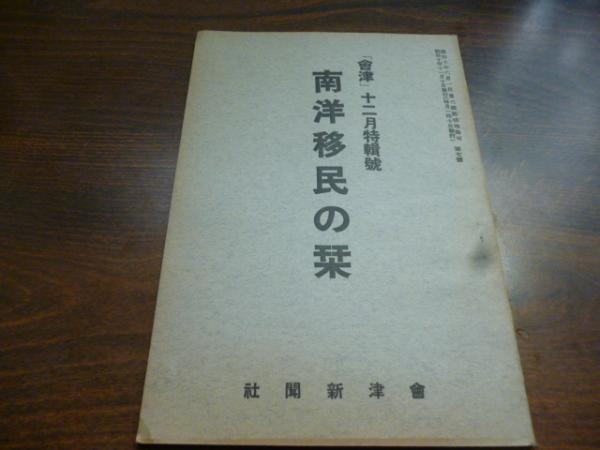 「會津」十二月特輯號
南洋移民の栞
會津新聞社